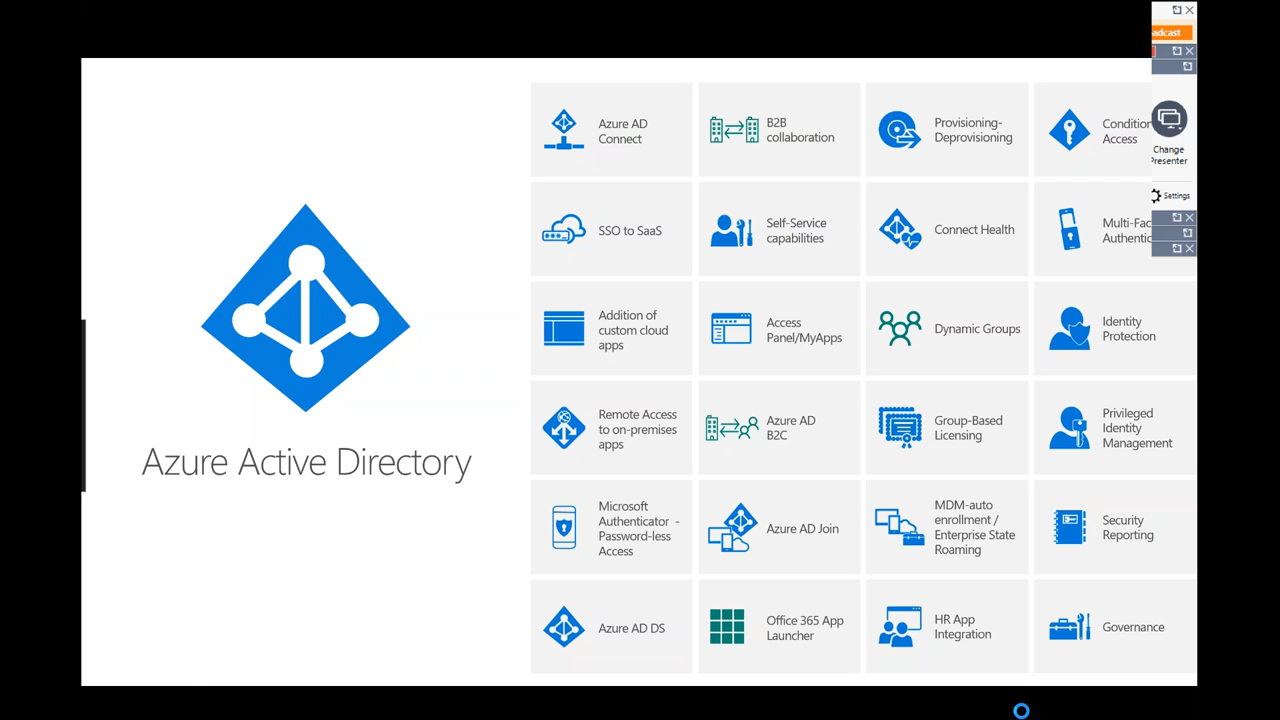 adcast
Change
Presenter
Settings
Azure Active Directory
Azure AD
Connect
B2B
collaboration
Provisioning-
Deprovisioning
Condition
Access
SSO to SaaS
Self-Service
capabilities
Connect Health
Multi-Fac
Authentic
Addition of
custom cloud
apps
Access
Panel/MyApps
Dynamic Groups
Identity
Protection
Remote Access
to on-premises
apps
Azure AD
B2C
Group-Based
Licensing
Privileged
Identity
Management
Microsoft
Authenticator -
Password-less
Access
Azure AD Join
MDM-auto
enrollment /
Enterprise State
Roaming
Security
Reporting
Azure AD DS
Office 365 App
Launcher
HR App
Integration
Governance